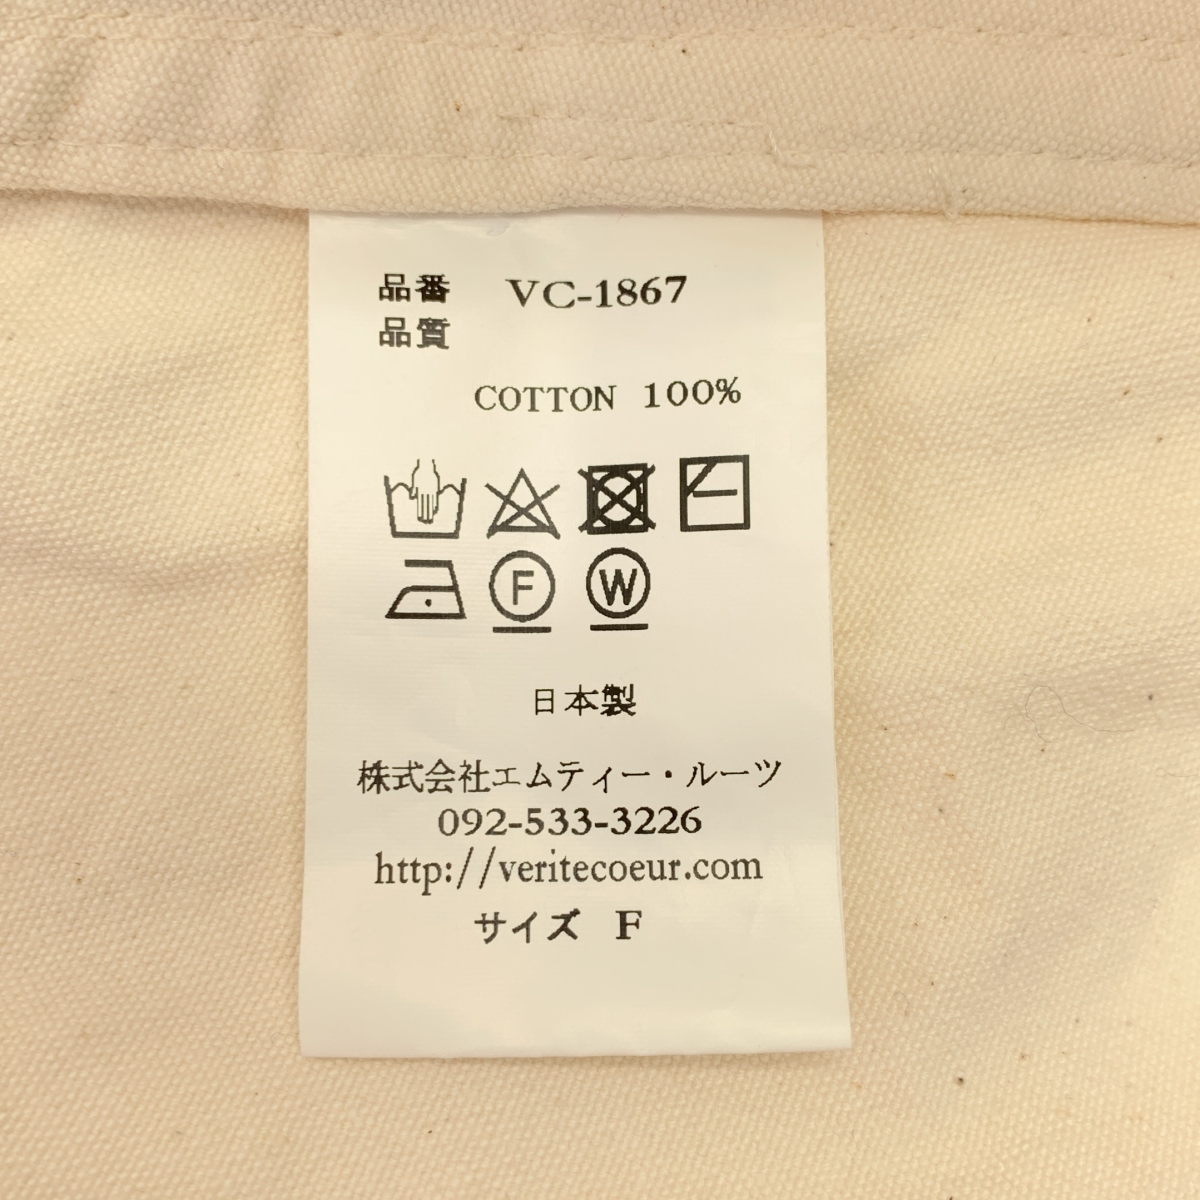 品番 VC-1867
品質
COTTON 100%
F W
日本製
株式会社エムティー・ルーツ
092-533-3226
http://veritecoeur.com
サイズ F